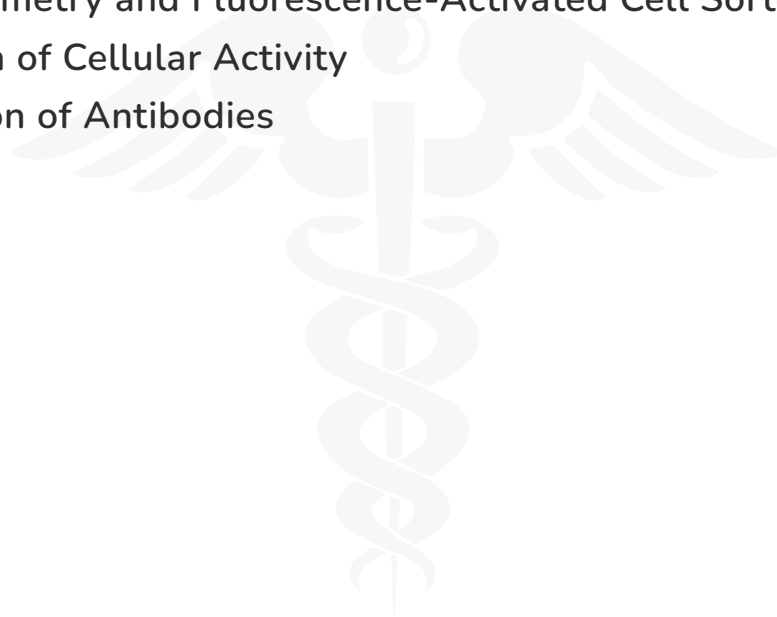 metry and Fluorescence-Activated Cell Sort
of Cellular Activity
on of Antibodies